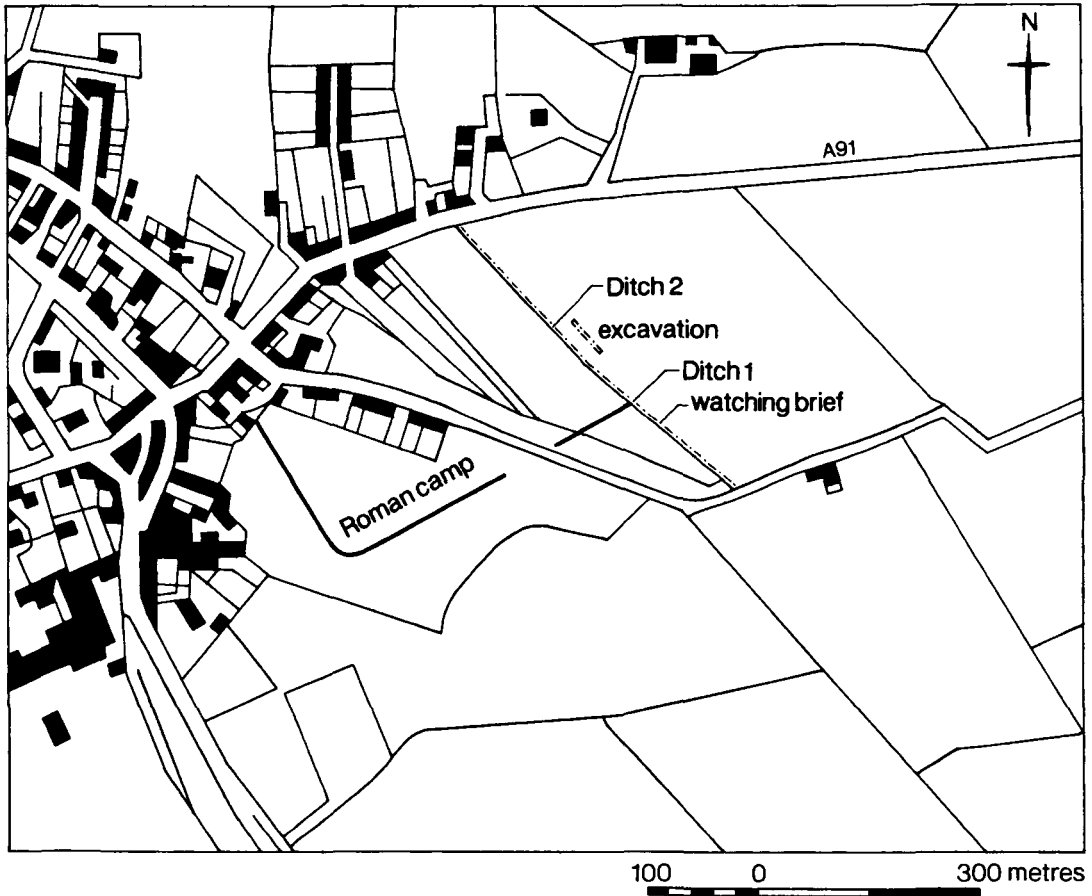 N
A91
Ditch 2
excavation
Ditch 1
watching brief
Roman camp
100 0 300 metres